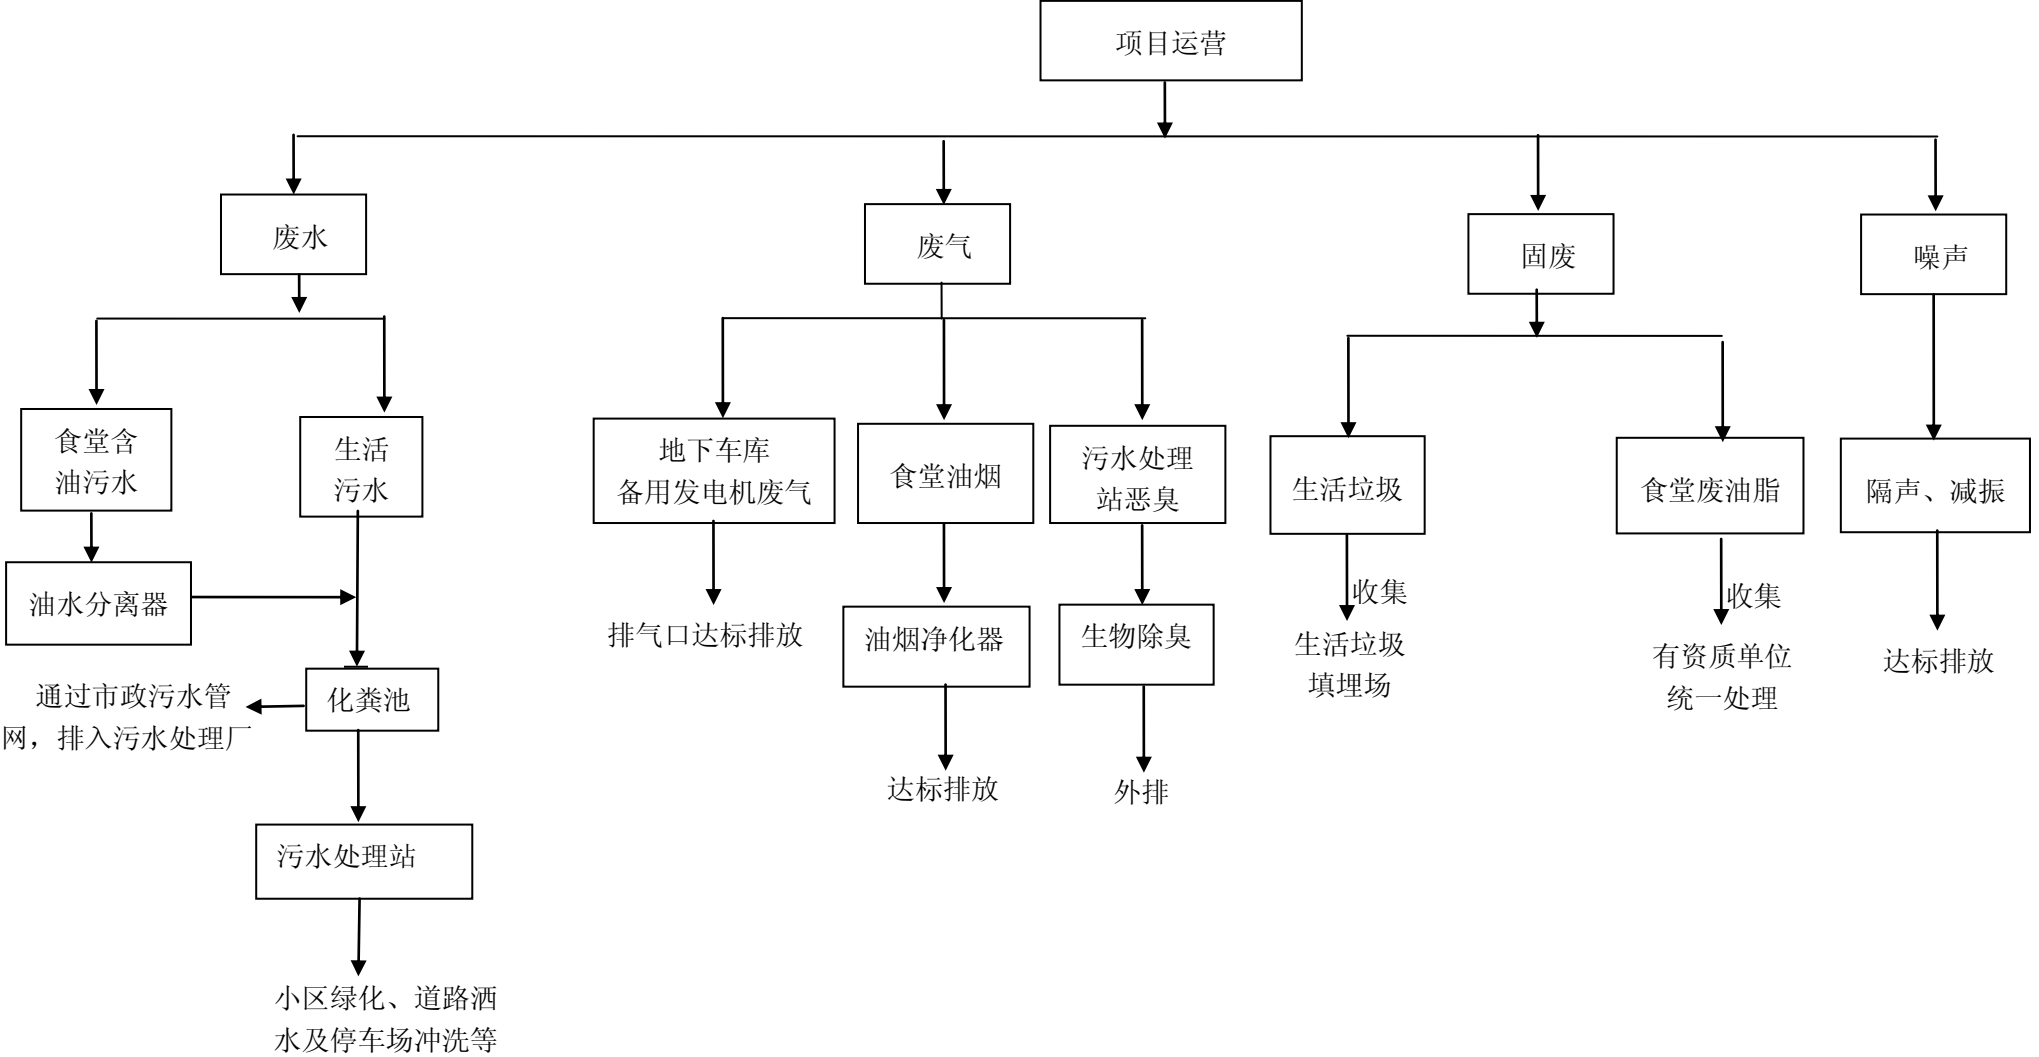 项目运营
废水
废气
固废
噪声
食堂含
油污水
生活
污水
地下车库
备用发电机废气
食堂油烟
污水处理
站恶臭
生活垃圾
食堂废油脂
隔声、减振
油水分离器
排气口达标排放
油烟净化器
生物除臭
收集
生活垃圾
填埋场
收集
有资质单位
统一处理
达标排放
通过市政污水管
网，排入污水处理厂
化粪池
达标排放
外排
污水处理站
小区绿化、道路洒
水及停车场冲洗等